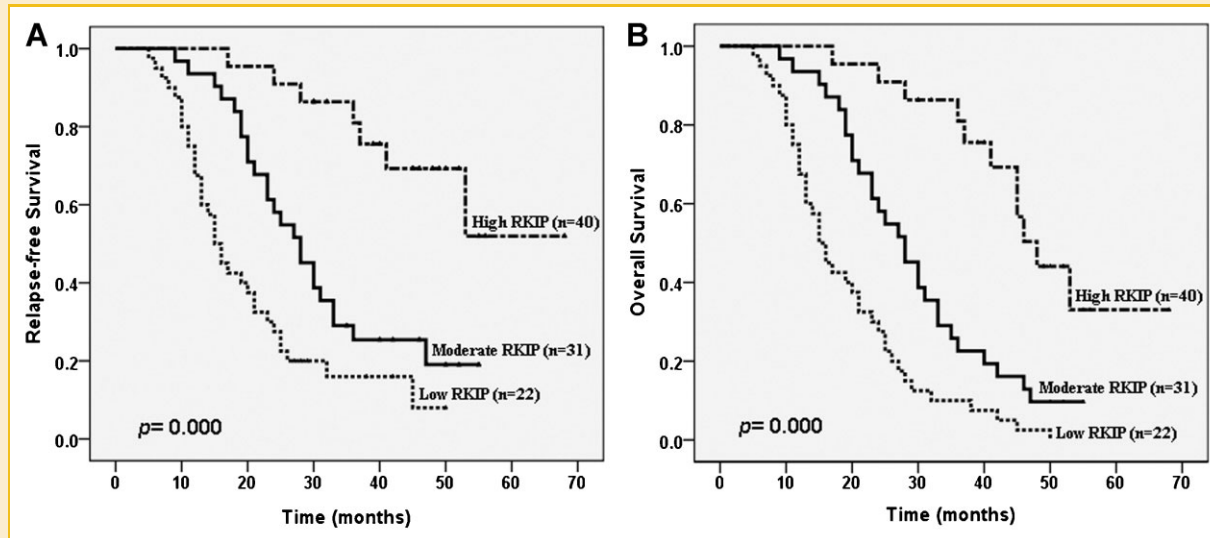 A
Relapse-free Survival
1.0
0.8
0.6
0.4
0.2
0.0
High RKIP (n=40)
Moderate RKIP (n=31)
Low RKIP (n=22)
p= 0.000
0 10 20 30 40 50 60 70
Time (months)
B
Overall Survival
1.0
0.8
0.6
0.4
0.2
0.0
High RKIP (n=40)
Moderate RKIP (n=31)
Low RKIP (n=22)
p= 0.000
0 10 20 30 40 50 60 70
Time (months)